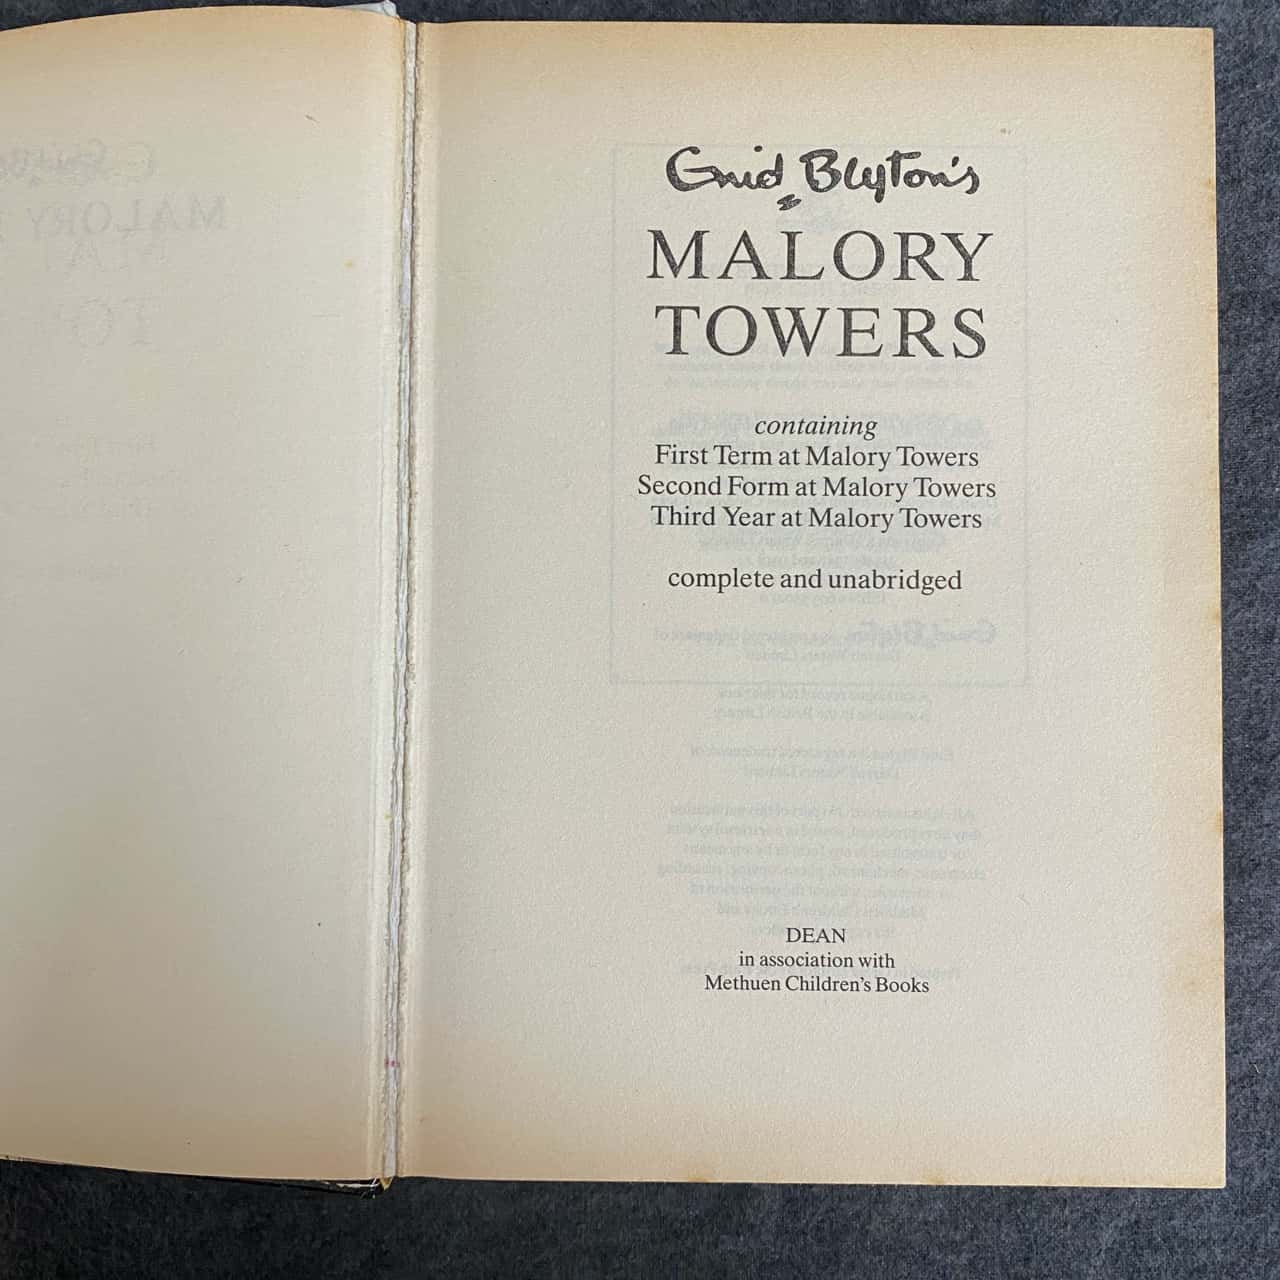 Enid Blyton's
MALORY
TOWERS
containing
First Term at Malory Towers
Second Form at Malory Towers
Third Year at Malory Towers
complete and unabridged
DEAN
in association with
Methuen Children's Books